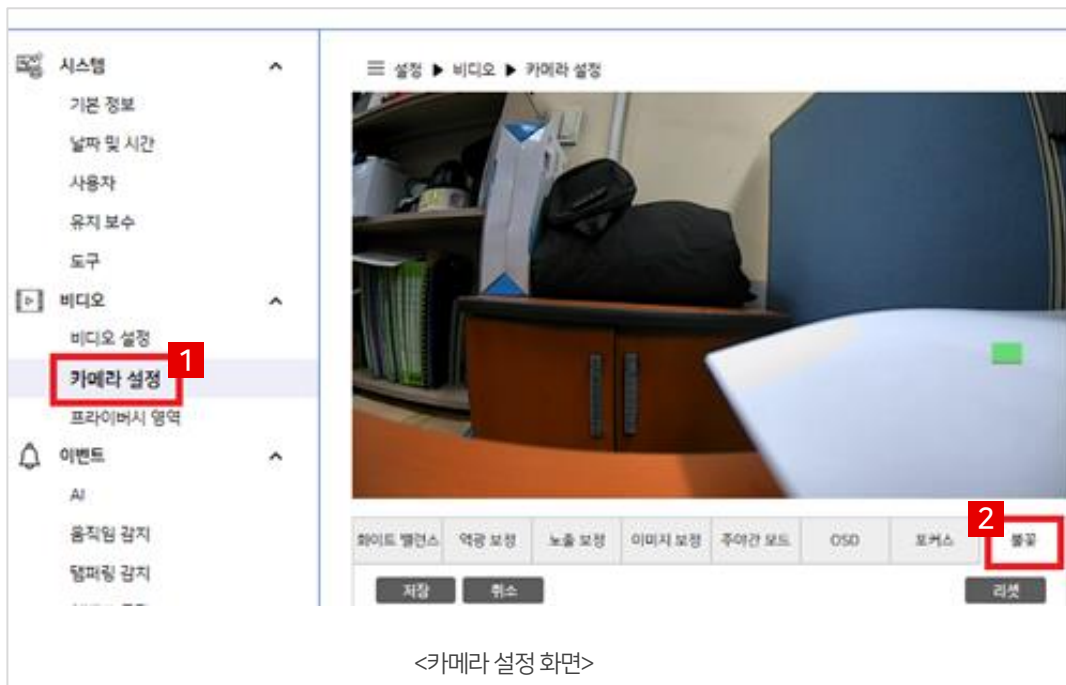 시스템
기본 정보
날짜 및 시간
사용자
유지 보수
도구
비디오
비디오 설정
카메라 설정
1
프라이버시 영역
이벤트
AI
움직임 감지
탬퍼링 감지
설정 ▶ 비디오 ▶ 카메라 설정
화이트 밸런스 역광 보정 노출 보정 이미지 보정 주야간 모드 OSD 포커스 불꽃
2
저장 취소 리셋
<카메라 설정 화면>